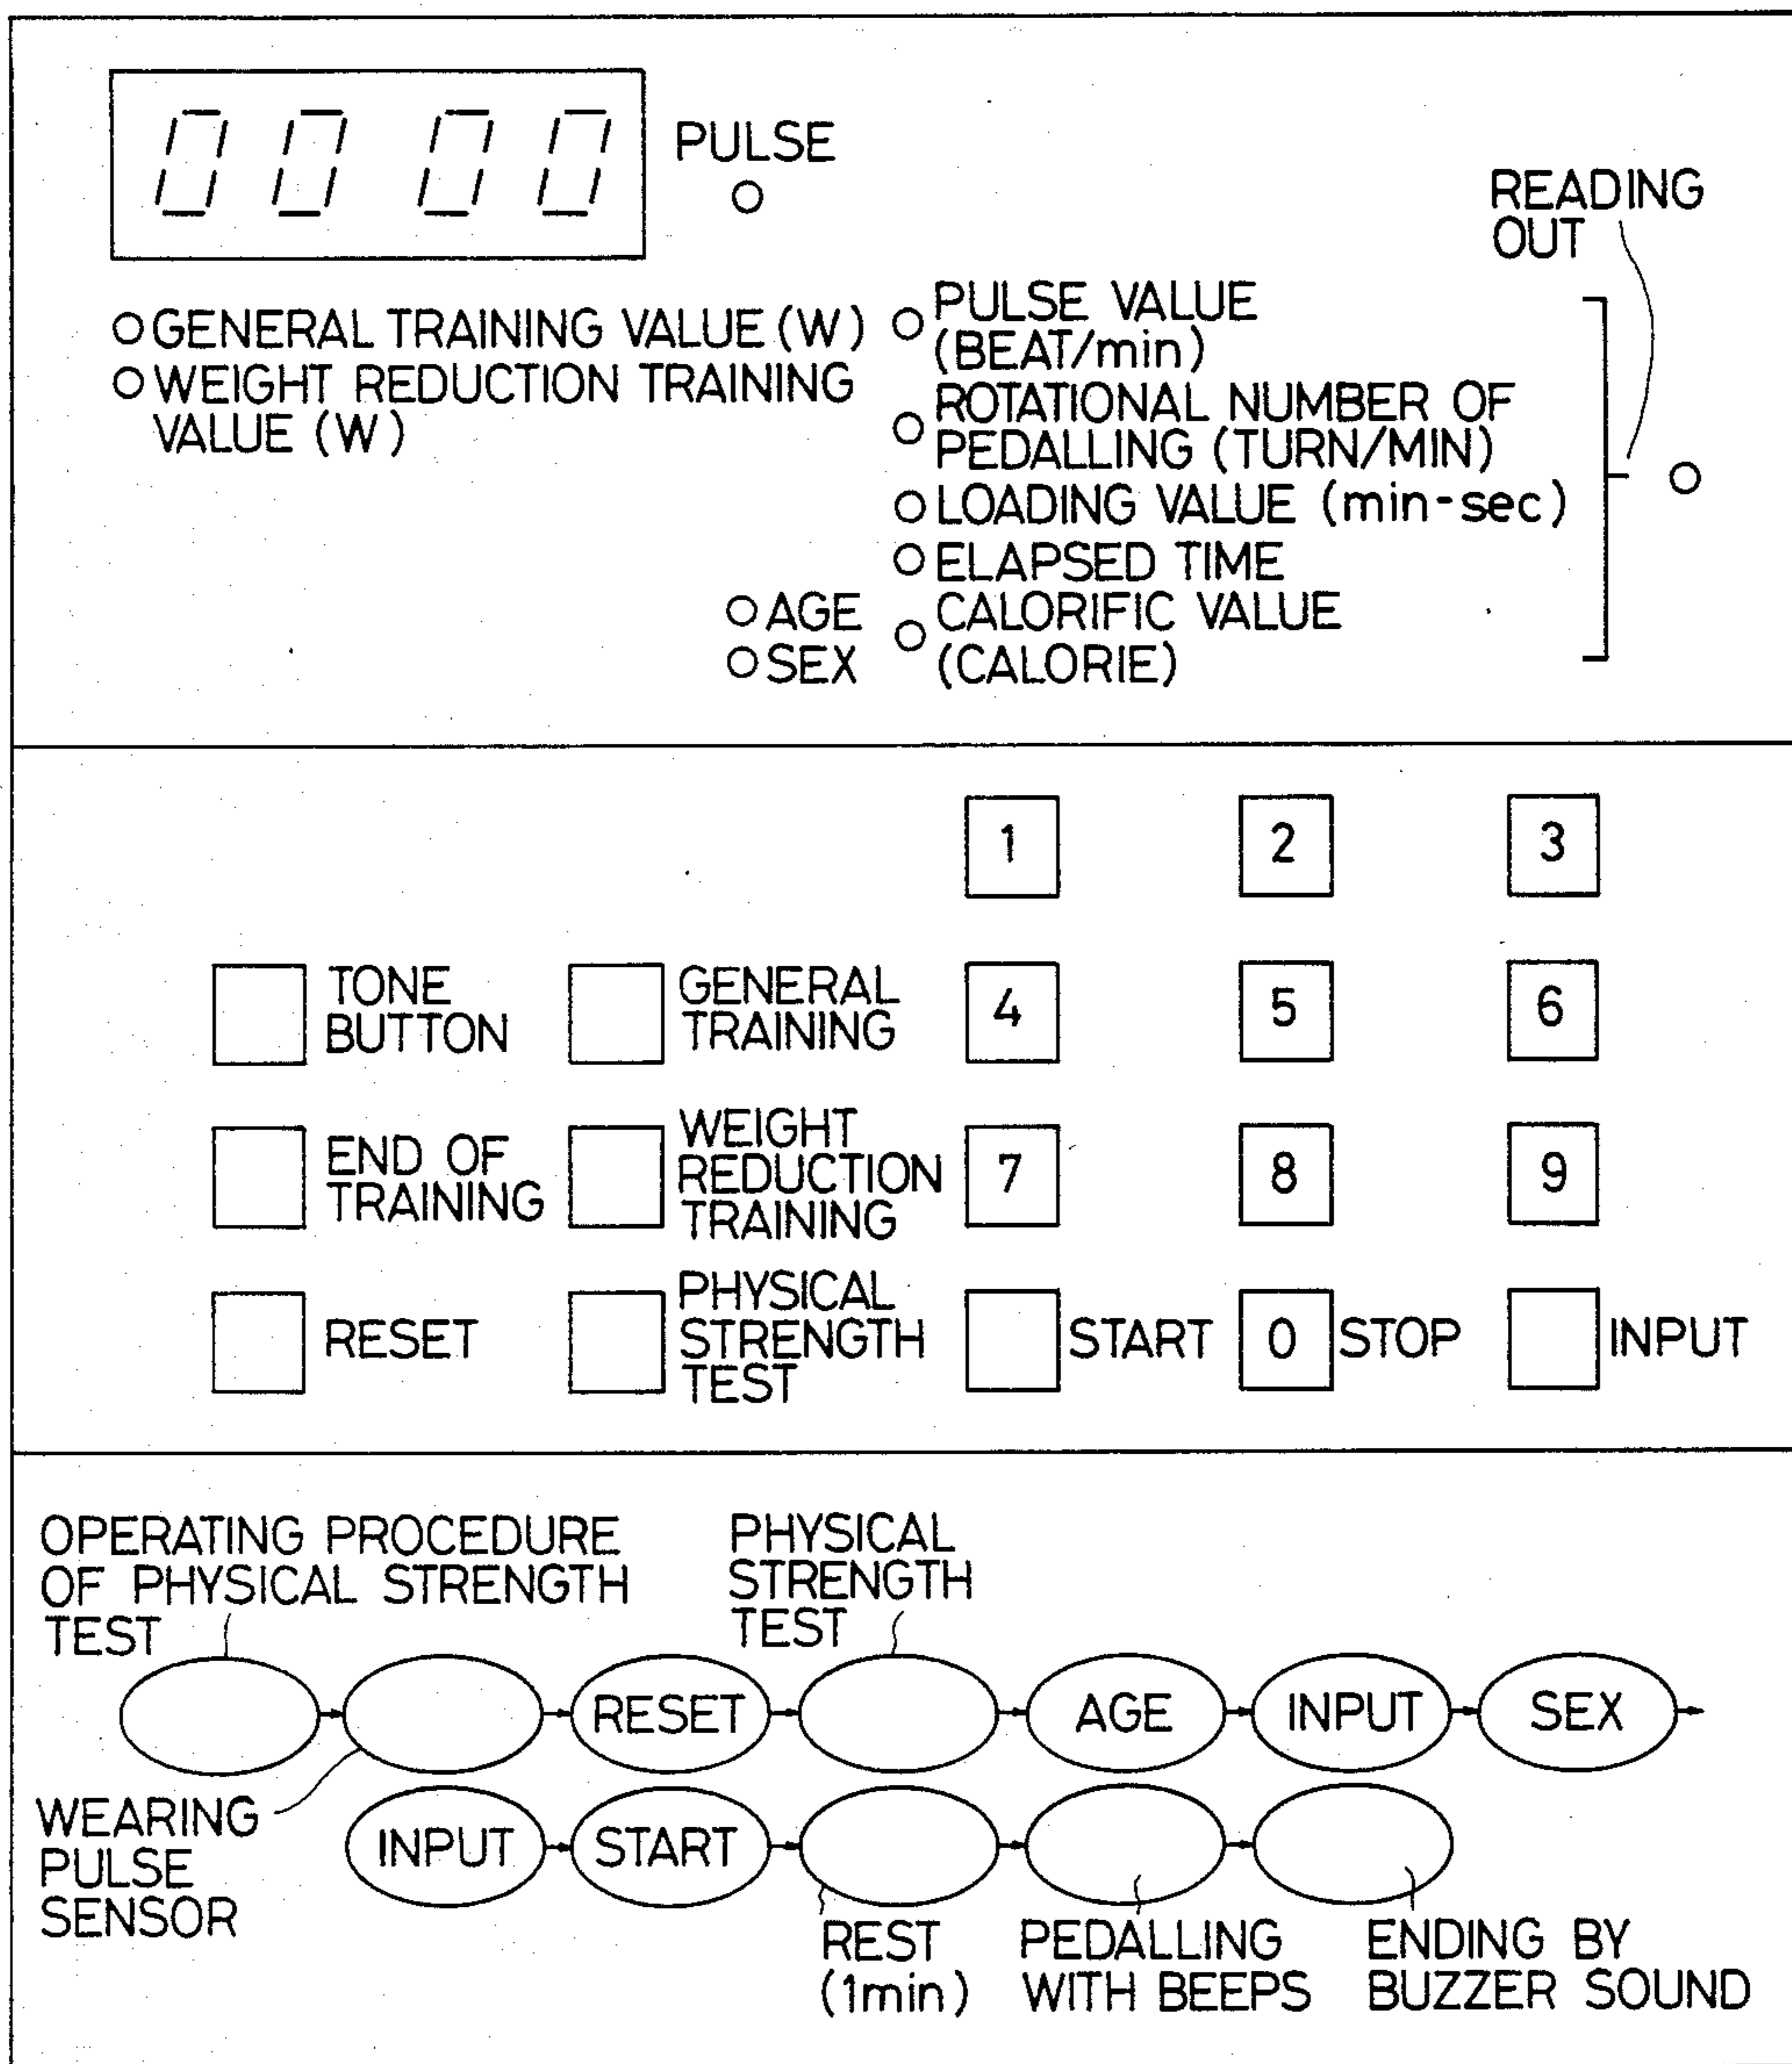 00 00
PULSE
READING
OUT
GENERAL TRAINING VALUE (W)
WEIGHT REDUCTION TRAINING
VALUE (W)
PULSE VALUE
(BEAT/min)
ROTATIONAL NUMBER OF
PEDALLING (TURN/MIN)
LOADING VALUE (min-sec)
ELAPSED TIME
AGE
SEX
CALORIFIC VALUE
(CALORIE)
1 2 3
TONE
BUTTON
GENERAL
TRAINING
4 5 6
END OF
TRAINING
WEIGHT
REDUCTION
TRAINING
7 8 9
RESET
PHYSICAL
STRENGTH
TEST
START
0 STOP
INPUT
OPERATING PROCEDURE
OF PHYSICAL STRENGTH
TEST
PHYSICAL
STRENGTH
TEST
RESET
AGE
INPUT
SEX
WEARING
PULSE
SENSOR
INPUT
START
REST
(1min)
PEDALLING
WITH BEEPS
ENDING BY
BUZZER SOUND